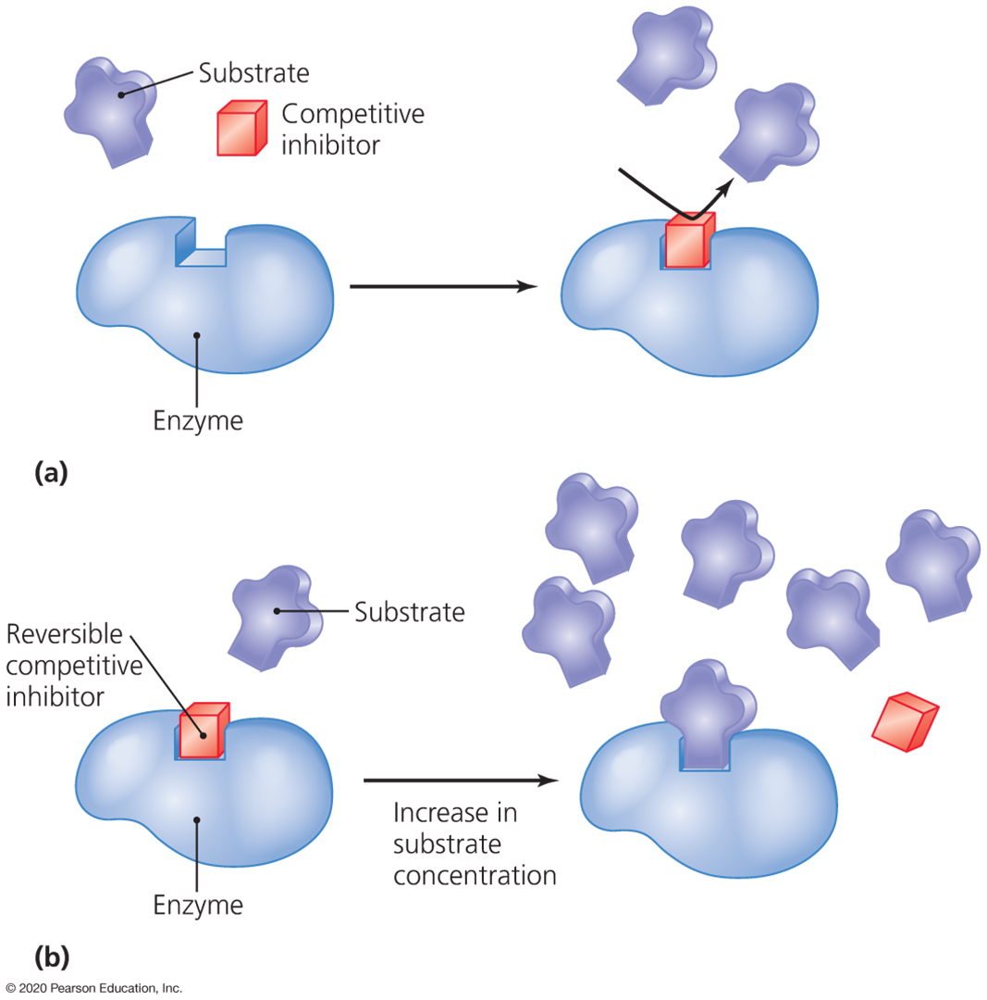 Substrate
Competitive
inhibitor
Enzyme
(a)
Substrate
Reversible
competitive
inhibitor
Increase in
substrate
concentration
Enzyme
(b)
© 2020 Pearson Education, Inc.